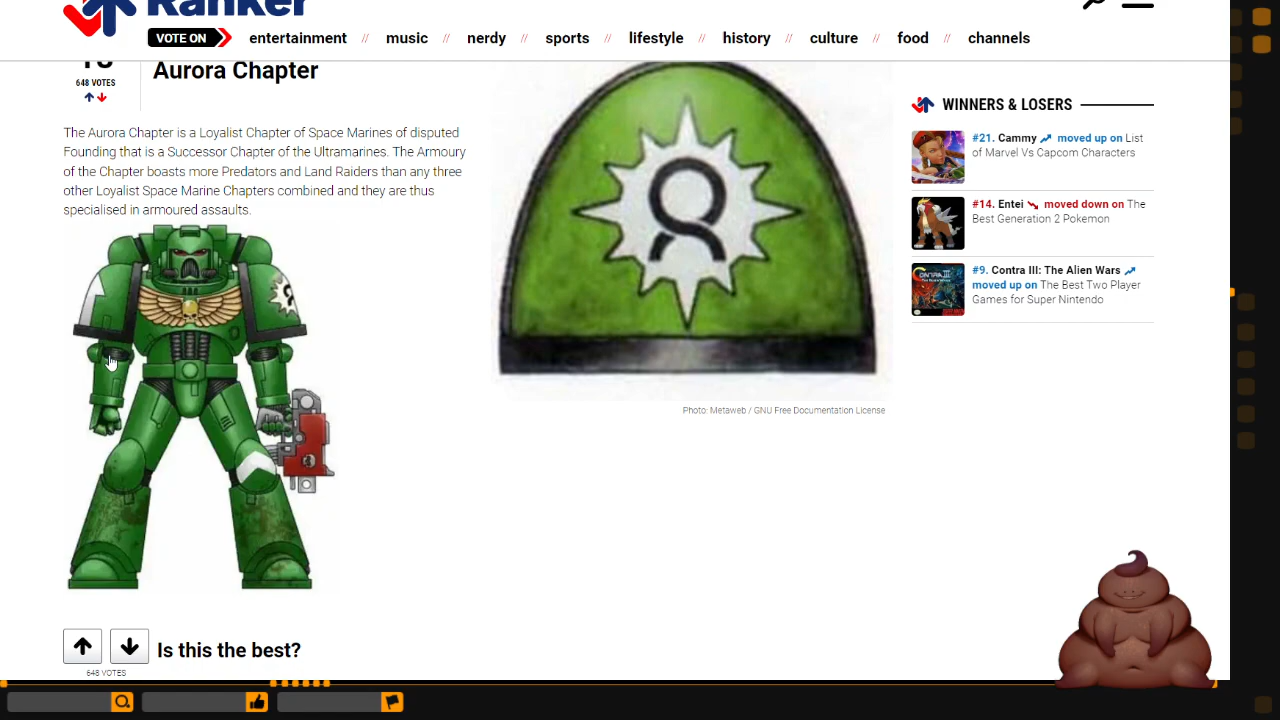 Ranker
VOTE ON
entertainment // music // nerdy // sports // lifestyle // history // culture // food // channels
648 VOTES
Aurora Chapter
The Aurora Chapter is a Loyalist Chapter of Space Marines of disputed
Founding that is a Successor Chapter of the Ultramarines. The Armoury
of the Chapter boasts more Predators and Land Raiders than any three
other Loyalist Space Marine Chapters combined and they are thus
specialised in armoured assaults.
Photo: Metaweb / GNU Free Documentation License
WINNERS & LOSERS
#21. Cammy moved up on List
of Marvel Vs Capcom Characters
#14. Entei moved down on The
Best Generation 2 Pokemon
#9. Contra III: The Alien Wars
moved up on The Best Two Player
Games for Super Nintendo
Is this the best?
648 VOTES